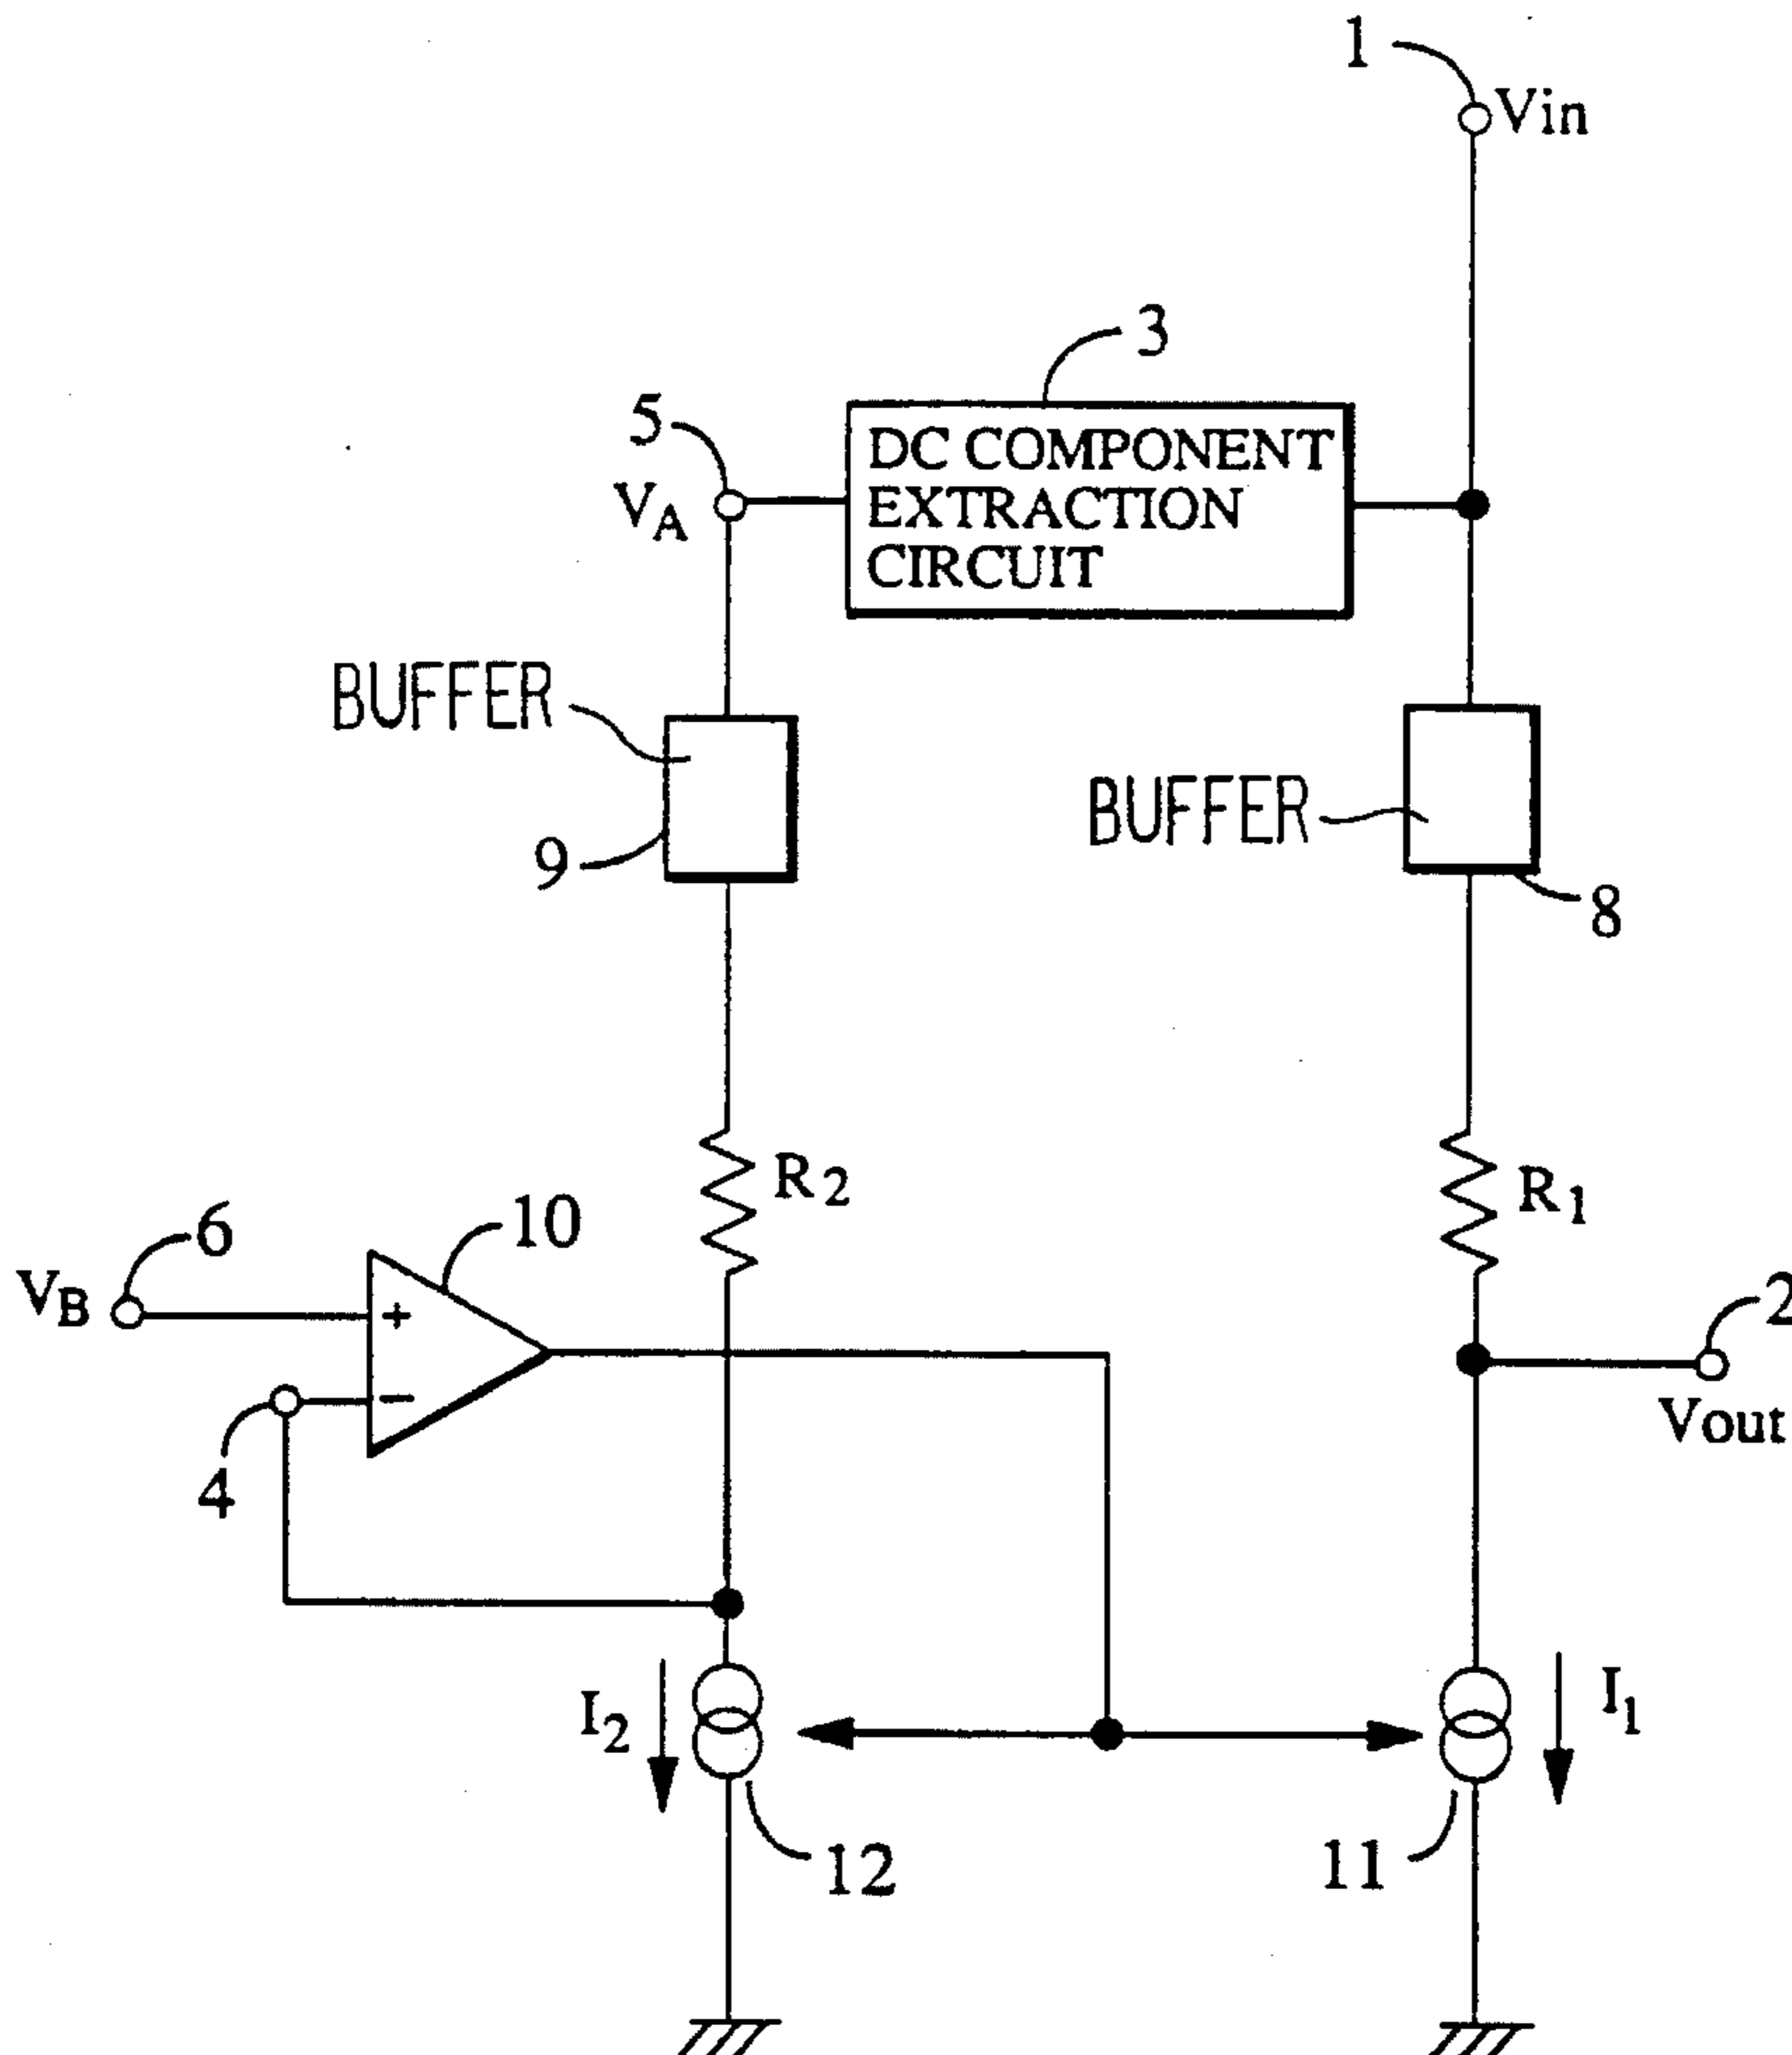 1
Vin
3
5
VA
DC COMPONENT
EXTRACTION
CIRCUIT
BUFFER
9
BUFFER
8
R2
R1
6
10
VB
+
−
4
2
Vout
I2
I1
12
11